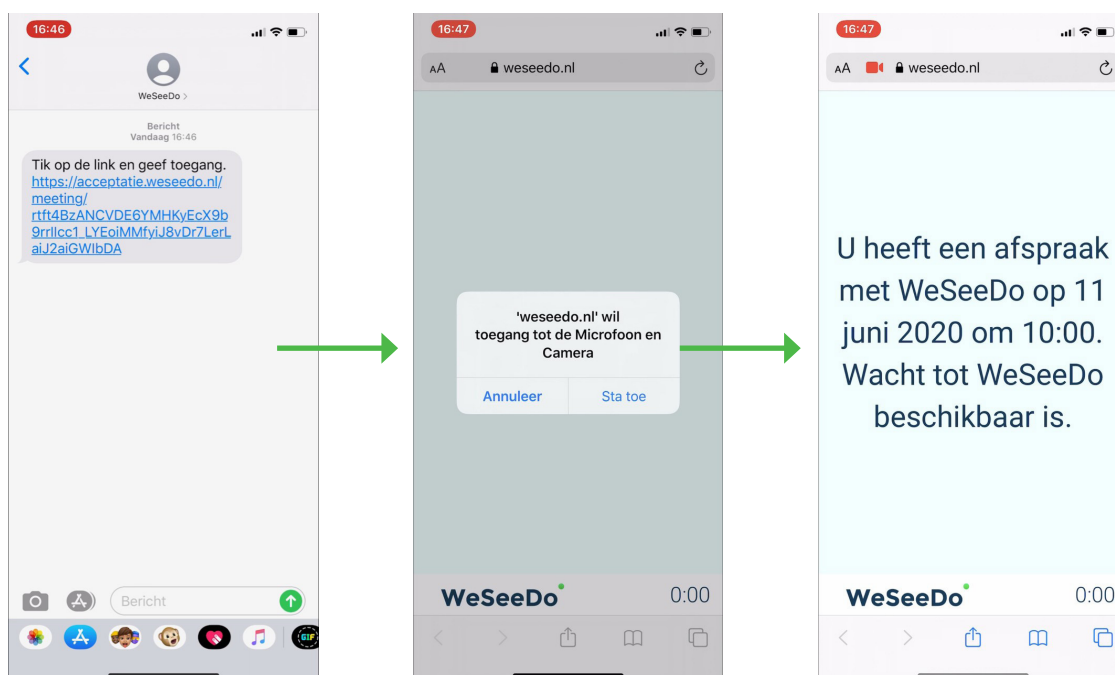 16:46
WeSeeDo >
Bericht
Vandaag 16:46
Tik op de link en geef toegang.
https://acceptatie.weseedo.nl/
meeting/
rtft4BzANCVDE6YMHKyEcX9b
9rrIlcc1_LYEoiMMfyiJ8vDr7LerL
aiJ2aiGWIbDA
Bericht
GIF
16:47
AA weseedo.nl
'weseedo.nl' wil
toegang tot de Microfoon en
Camera
Annuleer Sta toe
WeSeeDo 0:00
16:47
AA weseedo.nl
U heeft een afspraak
met WeSeeDo op 11
juni 2020 om 10:00.
Wacht tot WeSeeDo
beschikbaar is.
WeSeeDo 0:00